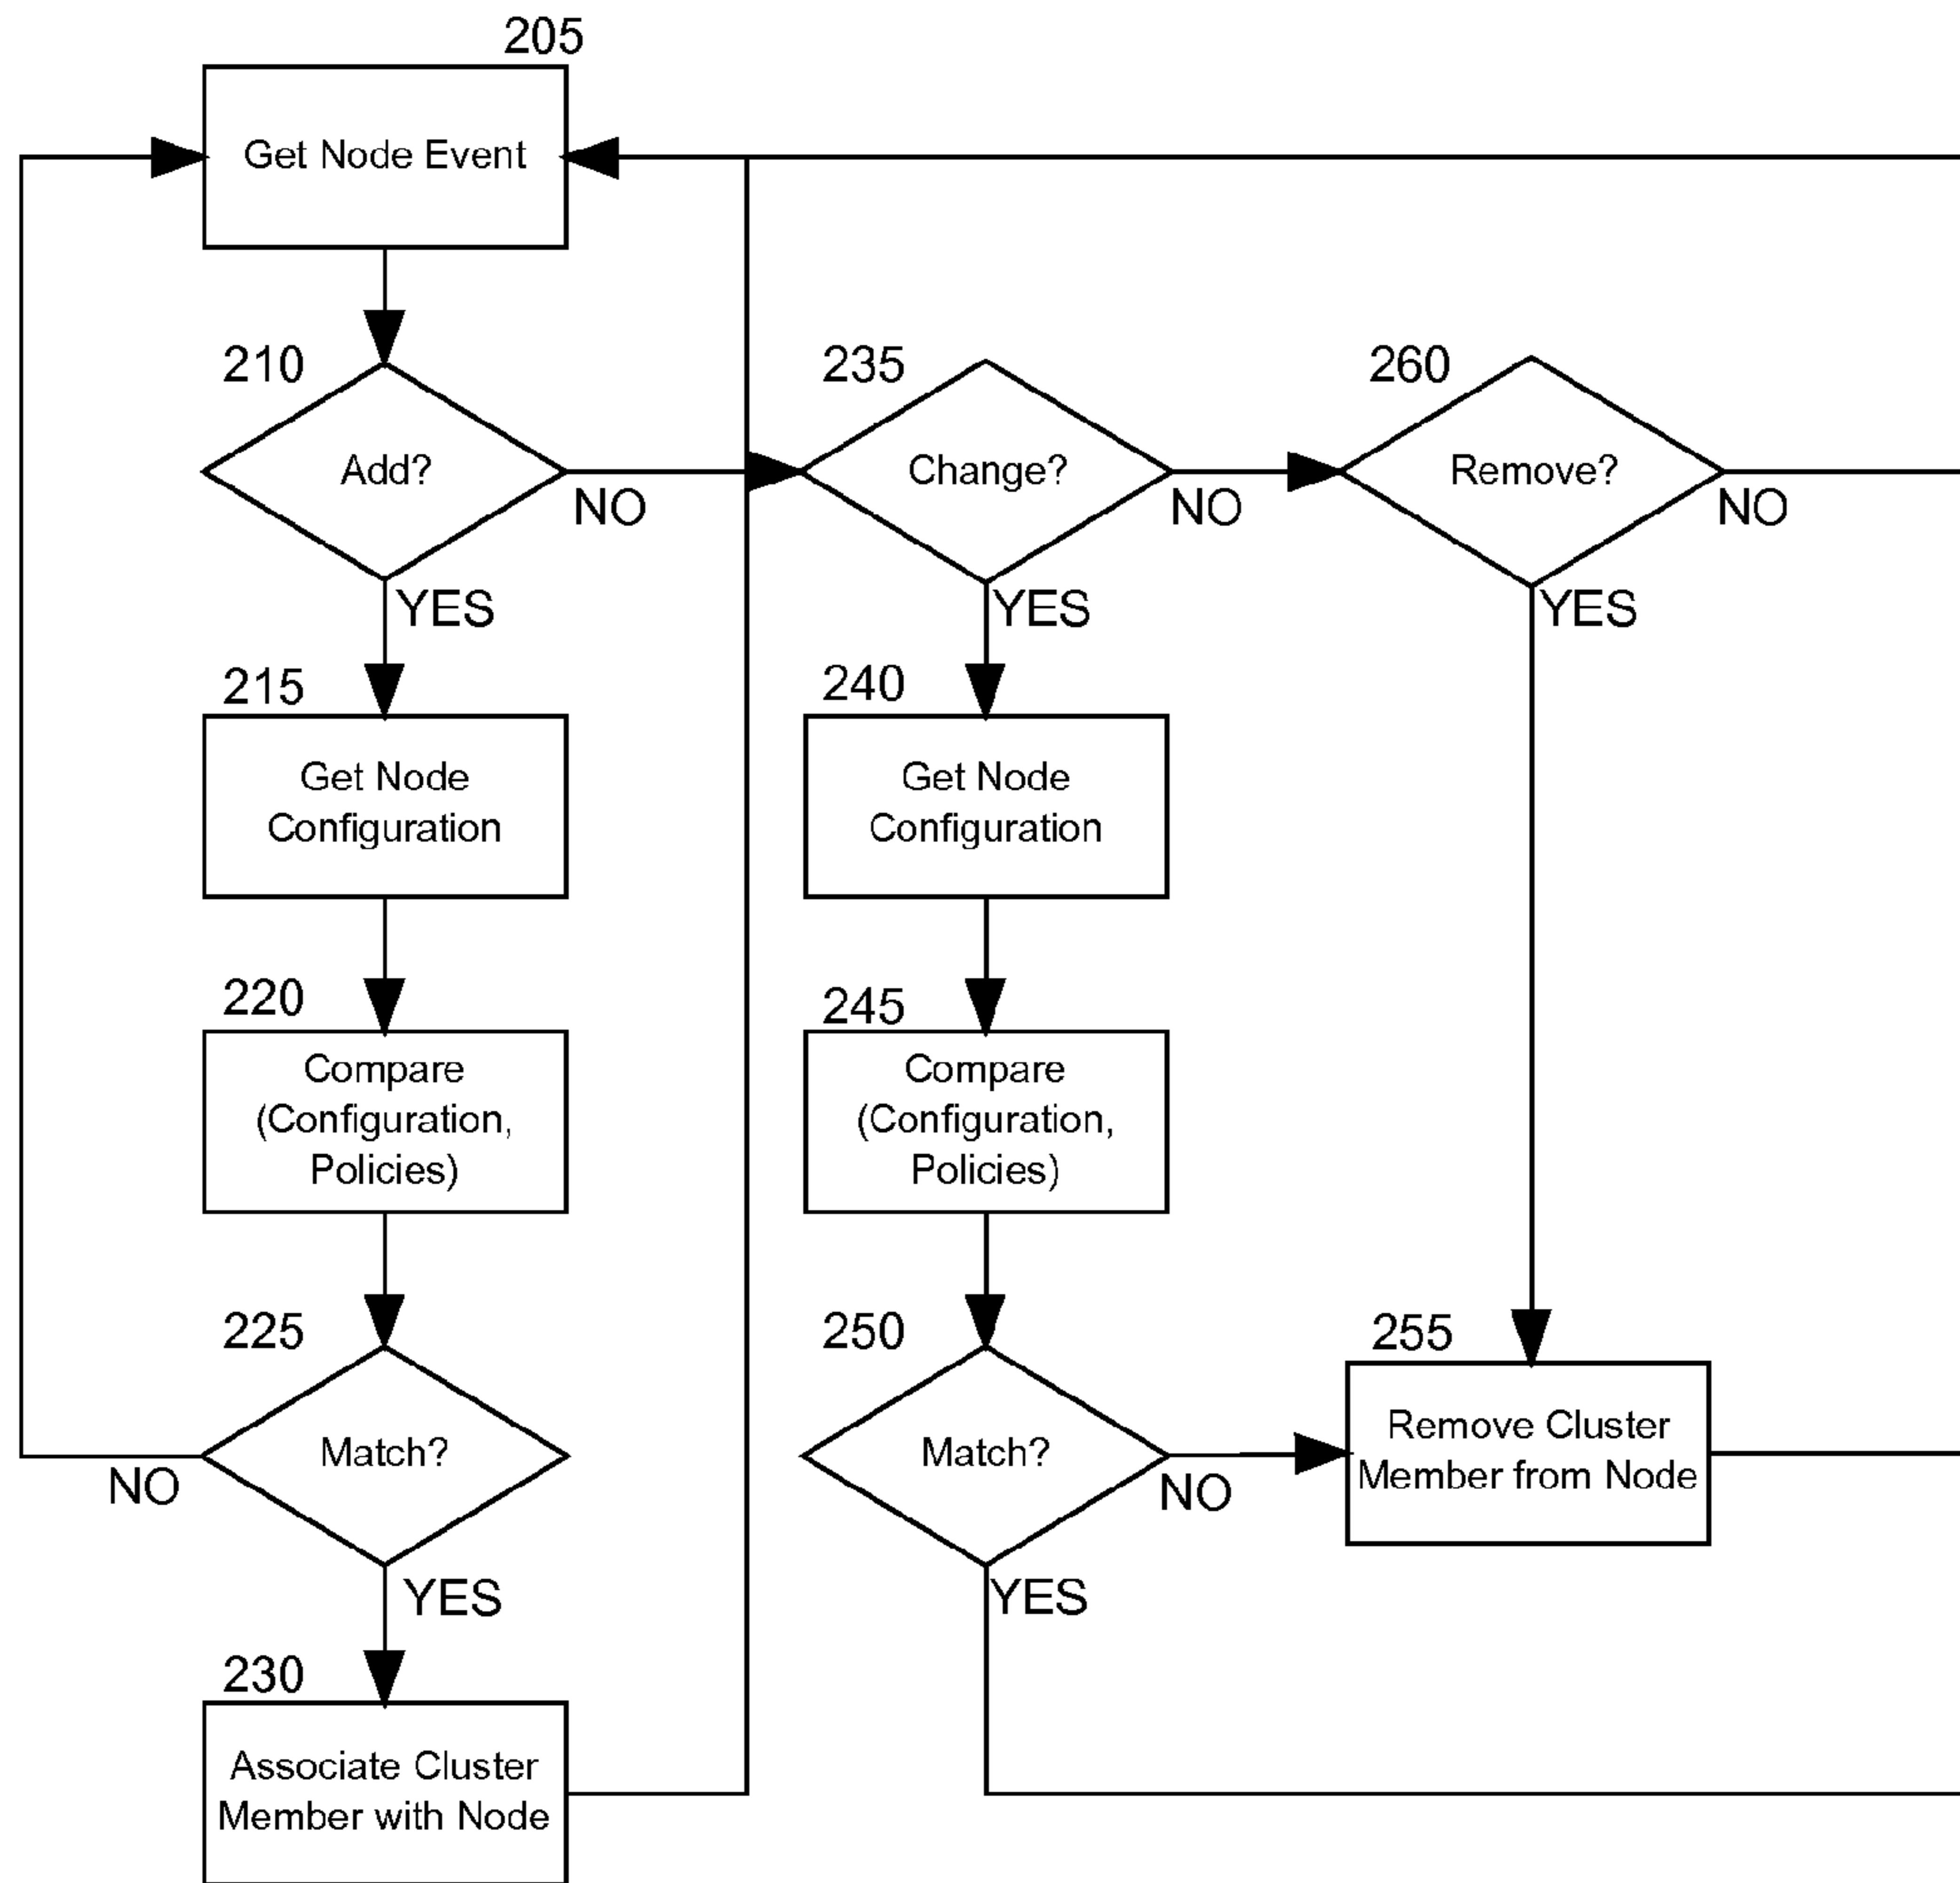 205
Get Node Event
210
Add?
NO
YES
235
Change?
NO
YES
260
Remove?
NO
YES
215
Get Node
Configuration
240
Get Node
Configuration
220
Compare
(Configuration,
Policies)
245
Compare
(Configuration,
Policies)
225
Match?
NO
YES
250
Match?
NO
YES
255
Remove Cluster
Member from Node
230
Associate Cluster
Member with Node